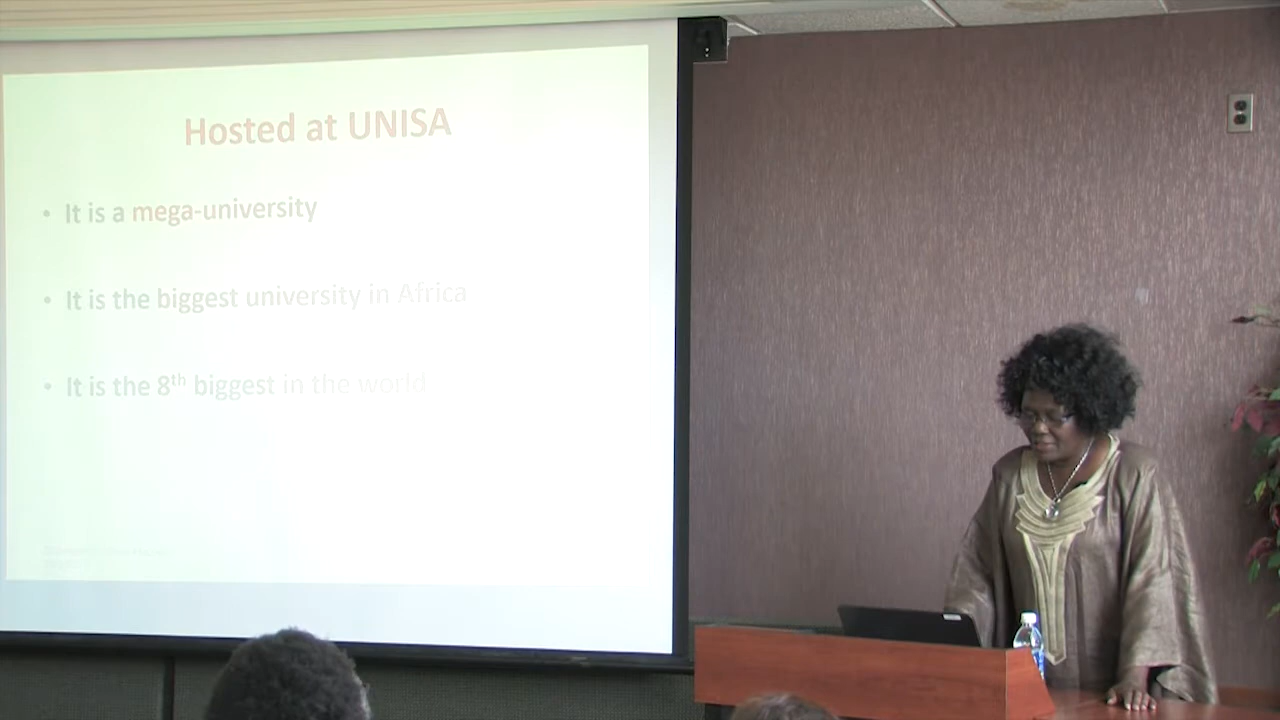 Hosted at UNISA
• It is a mega-university
• It is the biggest university in Africa
• It is the 8th biggest in the world